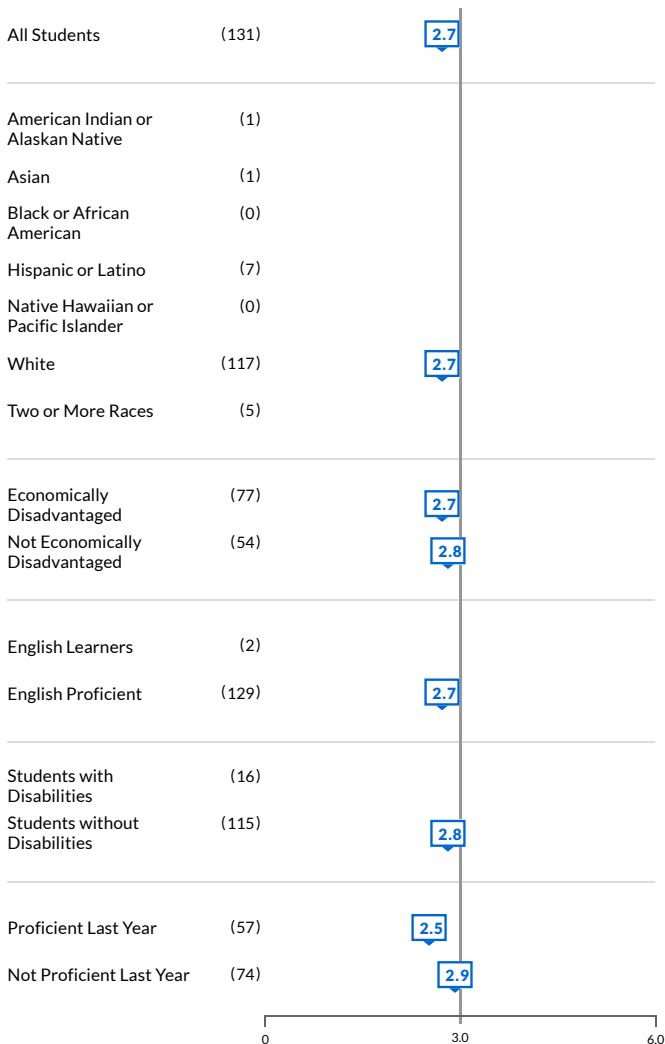 All Students (131) 2.7
American Indian or (1)
Alaskan Native
Asian (1)
Black or African (0)
American
Hispanic or Latino (7)
Native Hawaiian or (0)
Pacific Islander
White (117) 2.7
Two or More Races (5)
Economically (77) 2.7
Disadvantaged
Not Economically (54) 2.8
Disadvantaged
English Learners (2)
English Proficient (129) 2.7
Students with (16)
Disabilities
Students without (115) 2.8
Disabilities
Proficient Last Year (57) 2.5
Not Proficient Last Year (74) 2.9
0 3.0 6.0